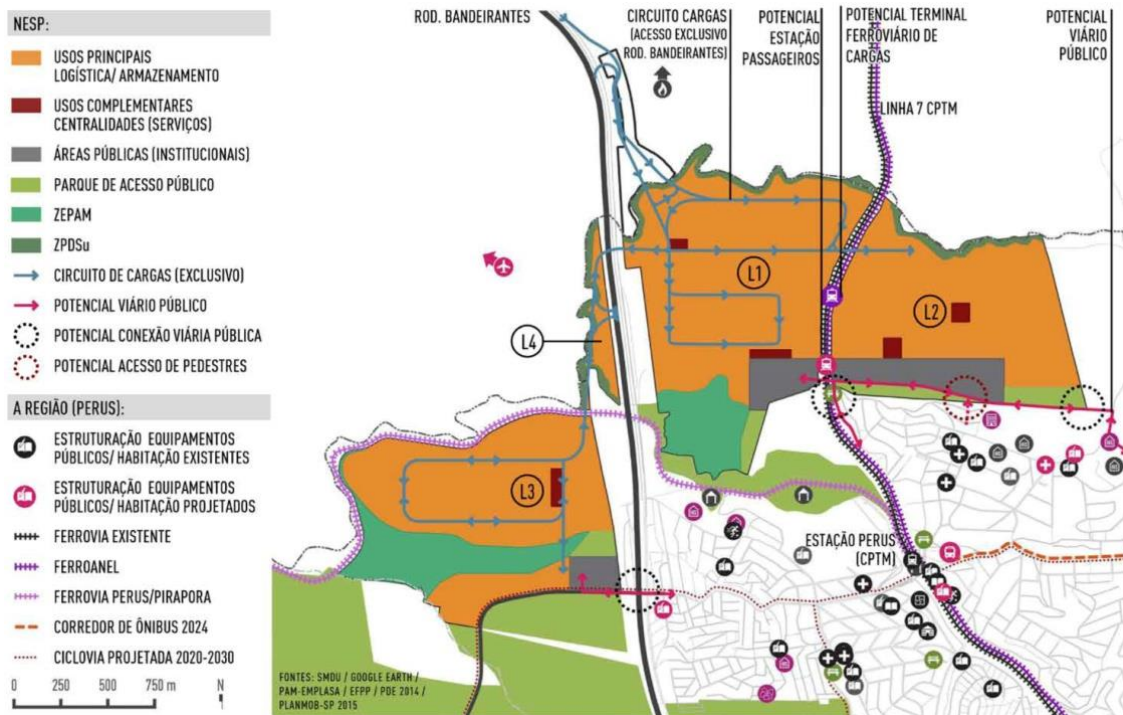 NESP:
USOS PRINCIPAIS
LOGÍSTICA/ ARMAZENAMENTO
USOS COMPLEMENTARES
CENTRALIDADES (SERVIÇOS)
ÁREAS PÚBLICAS (INSTITUCIONAIS)
PARQUE DE ACESSO PÚBLICO
ZEPAM
ZPDSu
CIRCUITO DE CARGAS (EXCLUSIVO)
POTENCIAL VIÁRIO PÚBLICO
POTENCIAL CONEXÃO VIÁRIA PÚBLICA
POTENCIAL ACESSO DE PEDESTRES
A REGIÃO (PERUS):
ESTRUTURAÇÃO EQUIPAMENTOS
PÚBLICOS/ HABITAÇÃO EXISTENTES
ESTRUTURAÇÃO EQUIPAMENTOS
PÚBLICOS/ HABITAÇÃO PROJETADOS
FERROVIA EXISTENTE
FERROANEL
FERROVIA PERUS/PIRAPORA
CORREDOR DE ÔNIBUS 2024
CICLOVIA PROJETADA 2020-2030
0 250 500 750 m N
ROD. BANDEIRANTES
CIRCUITO CARGAS
(ACESSO EXCLUSIVO
ROD. BANDEIRANTES)
POTENCIAL
ESTAÇÃO
PASSAGEIROS
POTENCIAL TERMINAL
FERROVIÁRIO DE
CARGAS
POTENCIAL
VIÁRIO
PÚBLICO
LINHA 7 CPTM
L1
L2
L4
L3
ESTAÇÃO PERUS
(CPTM)
FONTES: SMDU / GOOGLE EARTH /
PAM-EMPLASA / EFPP / PDE 2014 /
PLANMOB-SP 2015